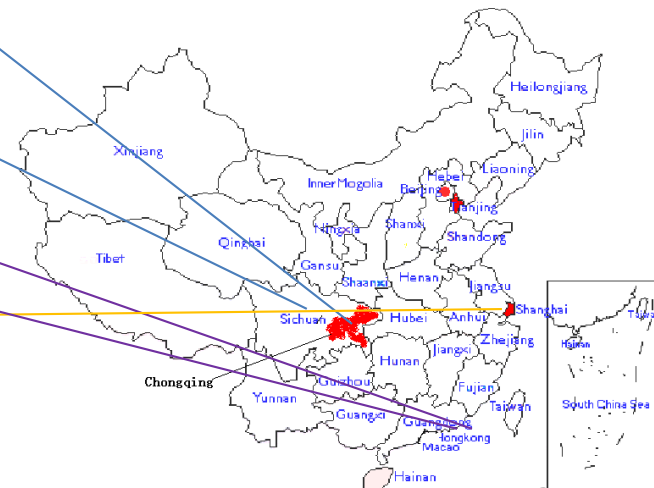 Heilongjiang
Jilin
Xinjiang
Liaoning
Hebei
Inner Mogolia
Beijing
Tianjing
Ningxia
Shanxi
Qinghai
Shandong
Tibet
Gansu
Henan
Shaanxi
Jiangsu
Sichuan
Hubei
Anhui
Shanghai
Zhejiang
Hainan
Jiangxi
Hunan
Chongqing
Guizhou
Fujian
Yunnan
Taiwan
South China Sea
Guangxi
Guangdong
Hongkong
Macao
Hainan